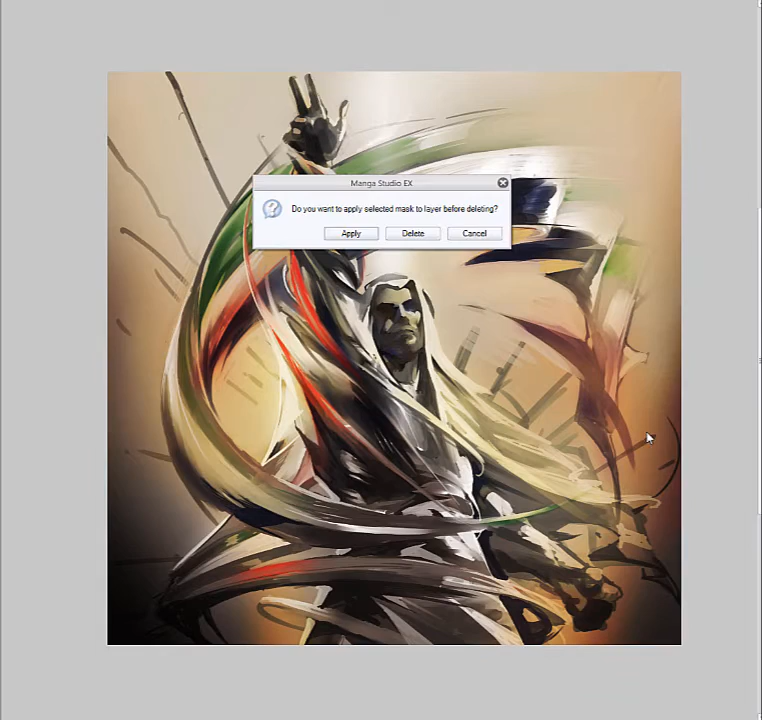 Manga Studio EX
Do you want to apply selected mask to layer before deleting?
Apply Delete Cancel